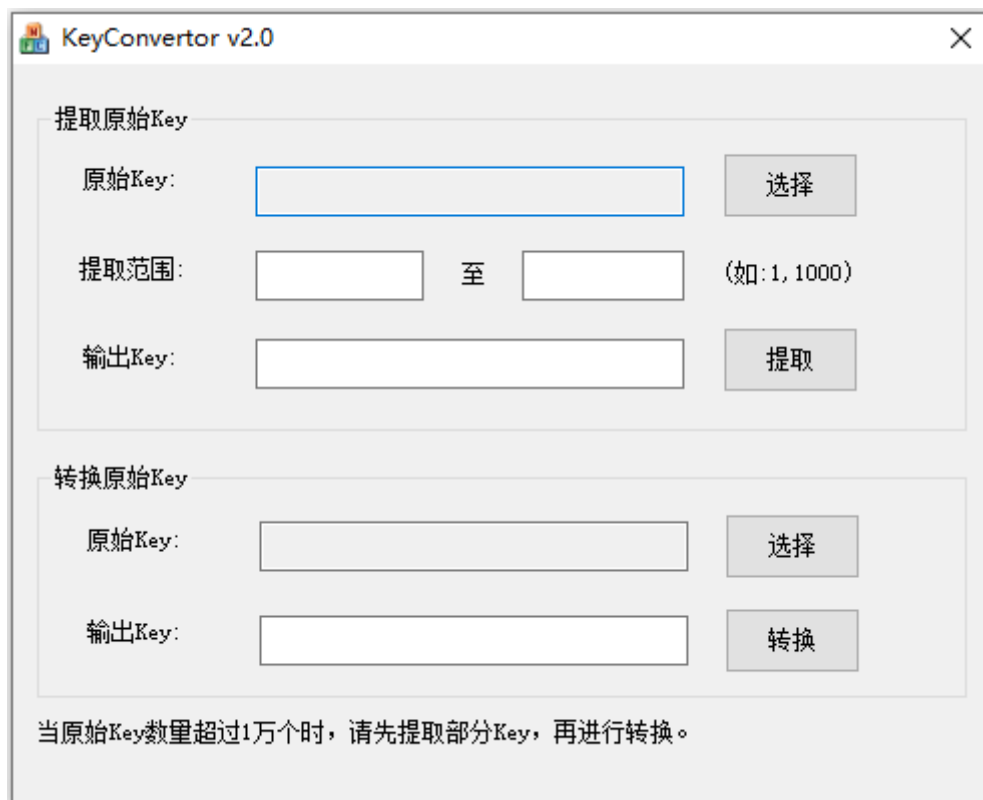 KeyConvertor v2.0
提取原始Key
原始Key:
选择
提取范围:
至
(如:1,1000)
输出Key:
提取
转换原始Key
原始Key:
选择
输出Key:
转换
当原始Key数量超过1万个时，请先提取部分Key，再进行转换。